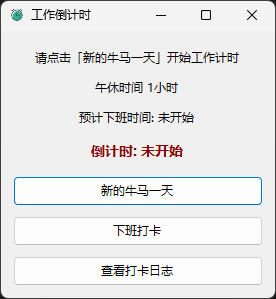 工作倒计时
请点击「新的牛马一天」开始工作计时
午休时间 1小时
预计下班时间: 未开始
倒计时: 未开始
新的牛马一天
下班打卡
查看打卡日志